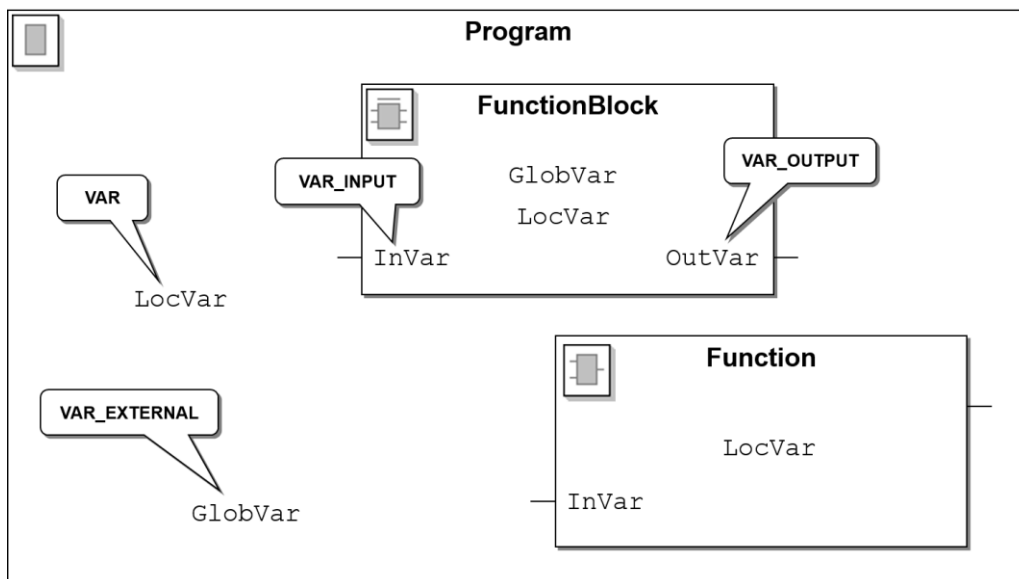 Program
FunctionBlock
VAR_INPUT
VAR_OUTPUT
GlobVar
LocVar
InVar
OutVar
VAR
LocVar
Function
VAR_EXTERNAL
LocVar
InVar
GlobVar